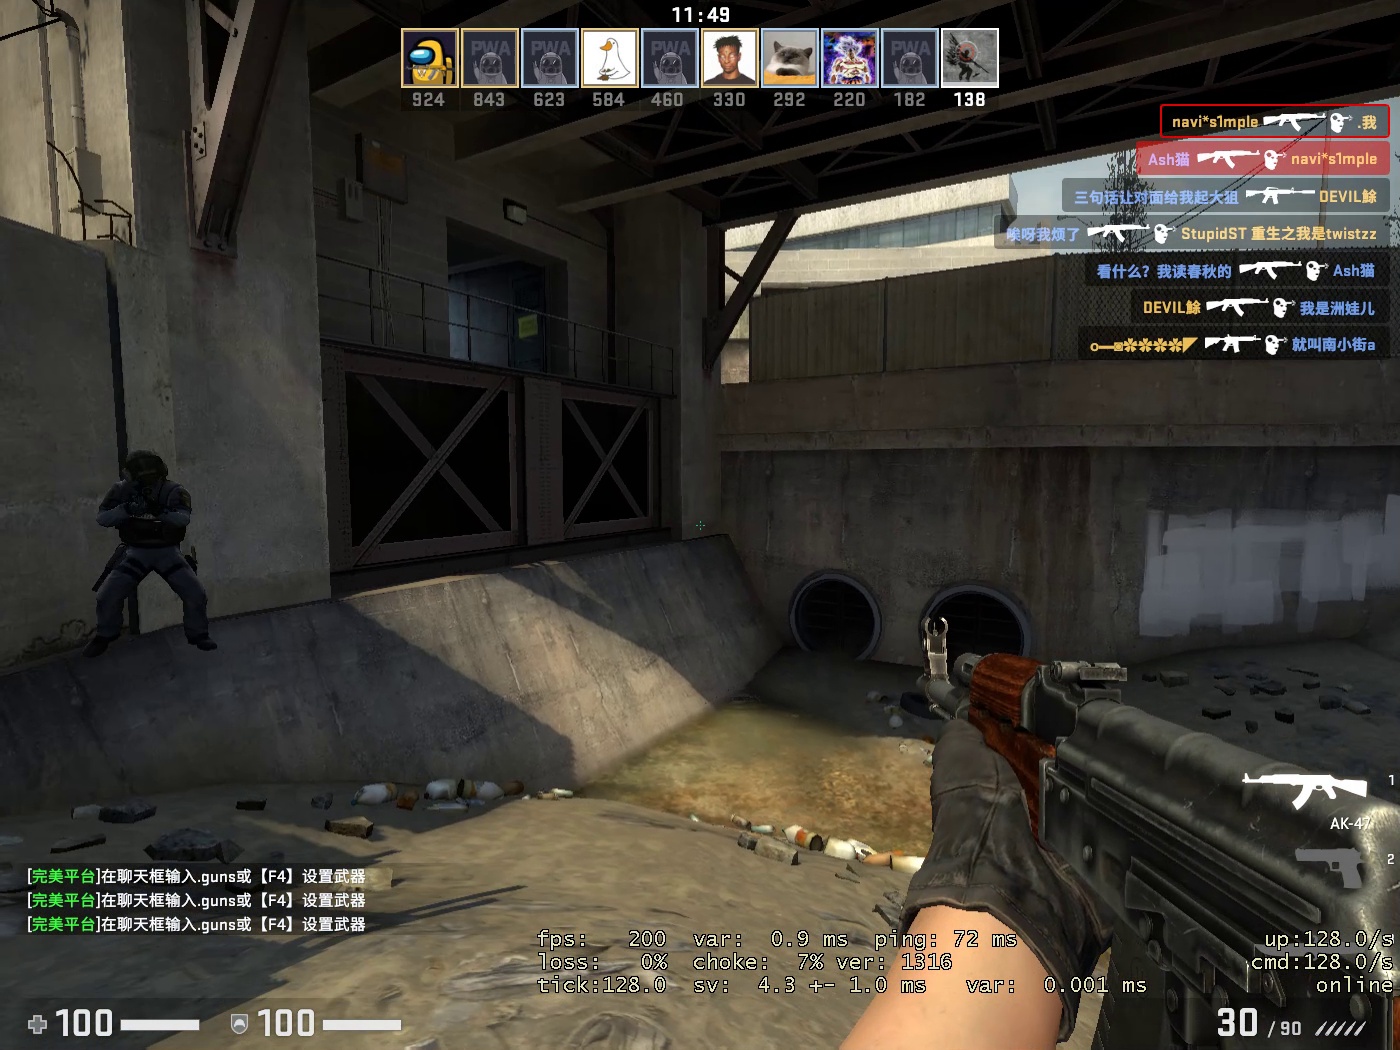 11:49
PWA PWA PWA PWA
924 843 623 584 460 330 292 220 182 138
navi*s1mple .我
Ash猫 navi*s1mple
三句话让对面给我起大狙 DEVIL馀
唉呀我烦了 StupidST 重生之我是twistzz
看什么？我读春秋的 Ash猫
DEVIL馀 我是洲娃儿
就叫南小街a
1
AK-47
2
[完美平台]在聊天框输入.guns或【F4】设置武器
[完美平台]在聊天框输入.guns或【F4】设置武器
[完美平台]在聊天框输入.guns或【F4】设置武器
fps: 200 var: 0.9 ms ping: 72 ms up:128.0/s
loss: 0% choke: 7% ver: 1316 cmd:128.0/s
tick:128.0 sv: 4.3 +- 1.0 ms var: 0.001 ms online
100 100 30 / 90